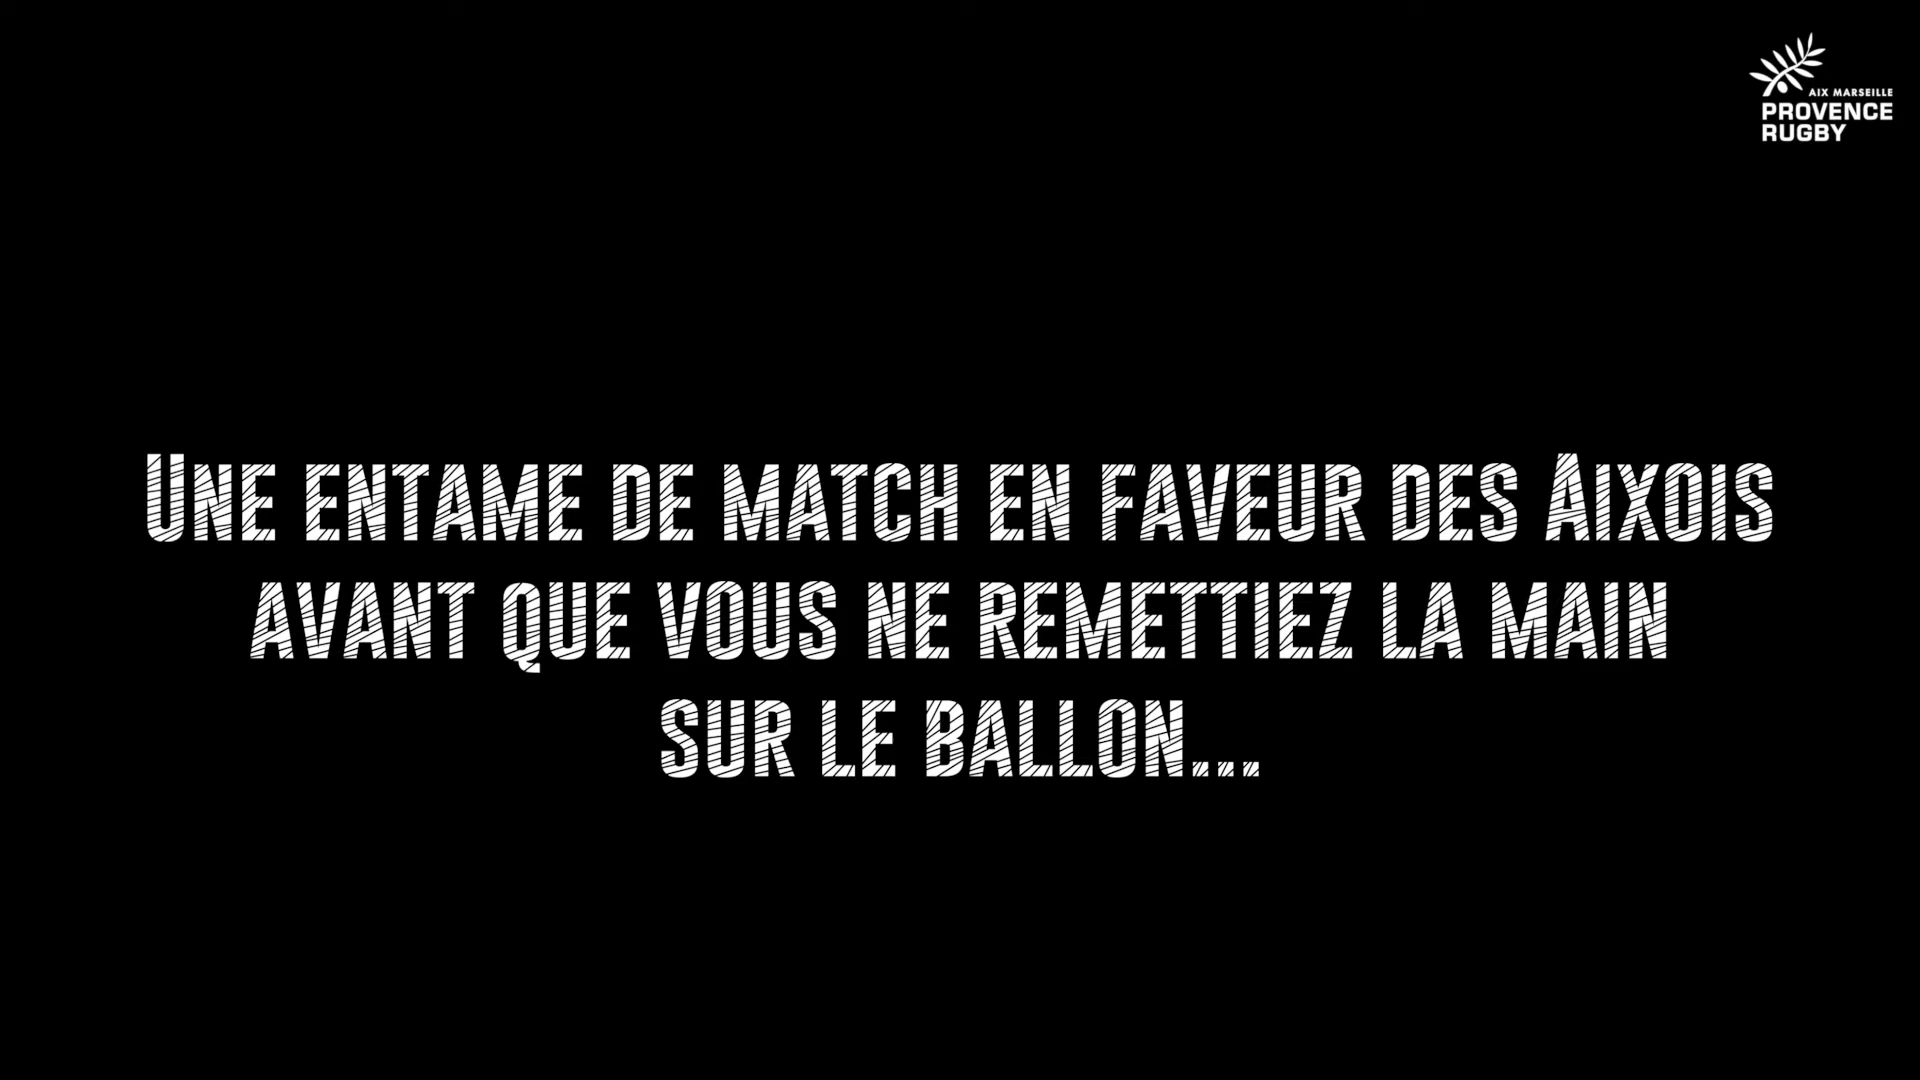 AIX MARSEILLE
PROVENCE
RUGBY
UNE ENTAME DE MATCH EN FAVEUR DES AIXOIS
AVANT QUE VOUS NE REMETTIEZ LA MAIN
SUR LE BALLON...